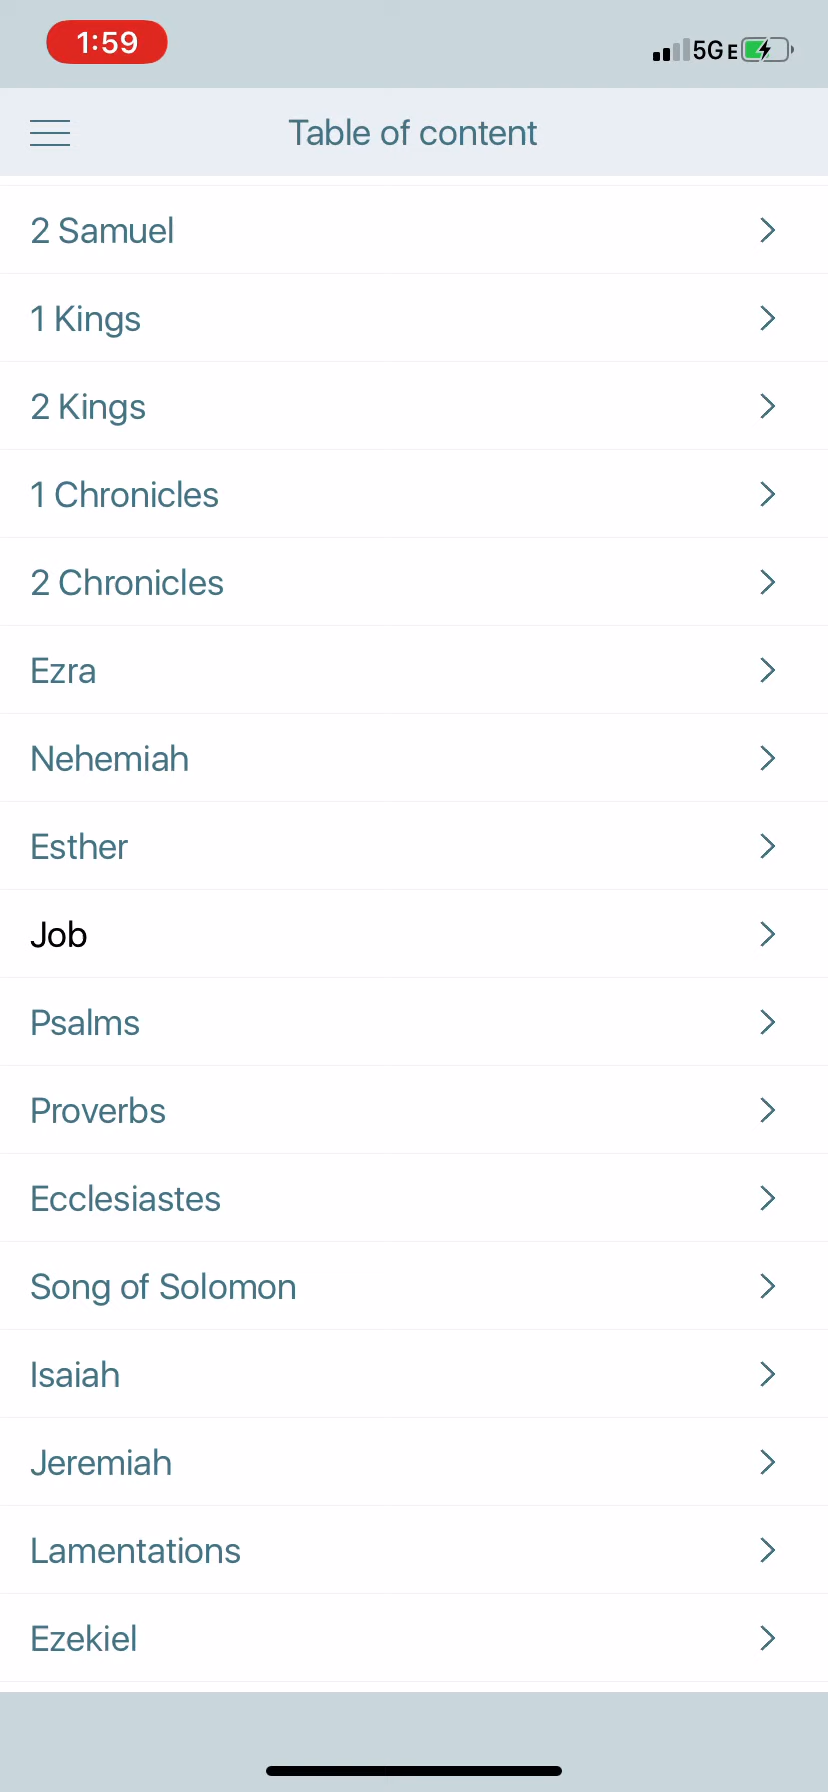 1:59
5G E
Table of content
2 Samuel
1 Kings
2 Kings
1 Chronicles
2 Chronicles
Ezra
Nehemiah
Esther
Job
Psalms
Proverbs
Ecclesiastes
Song of Solomon
Isaiah
Jeremiah
Lamentations
Ezekiel